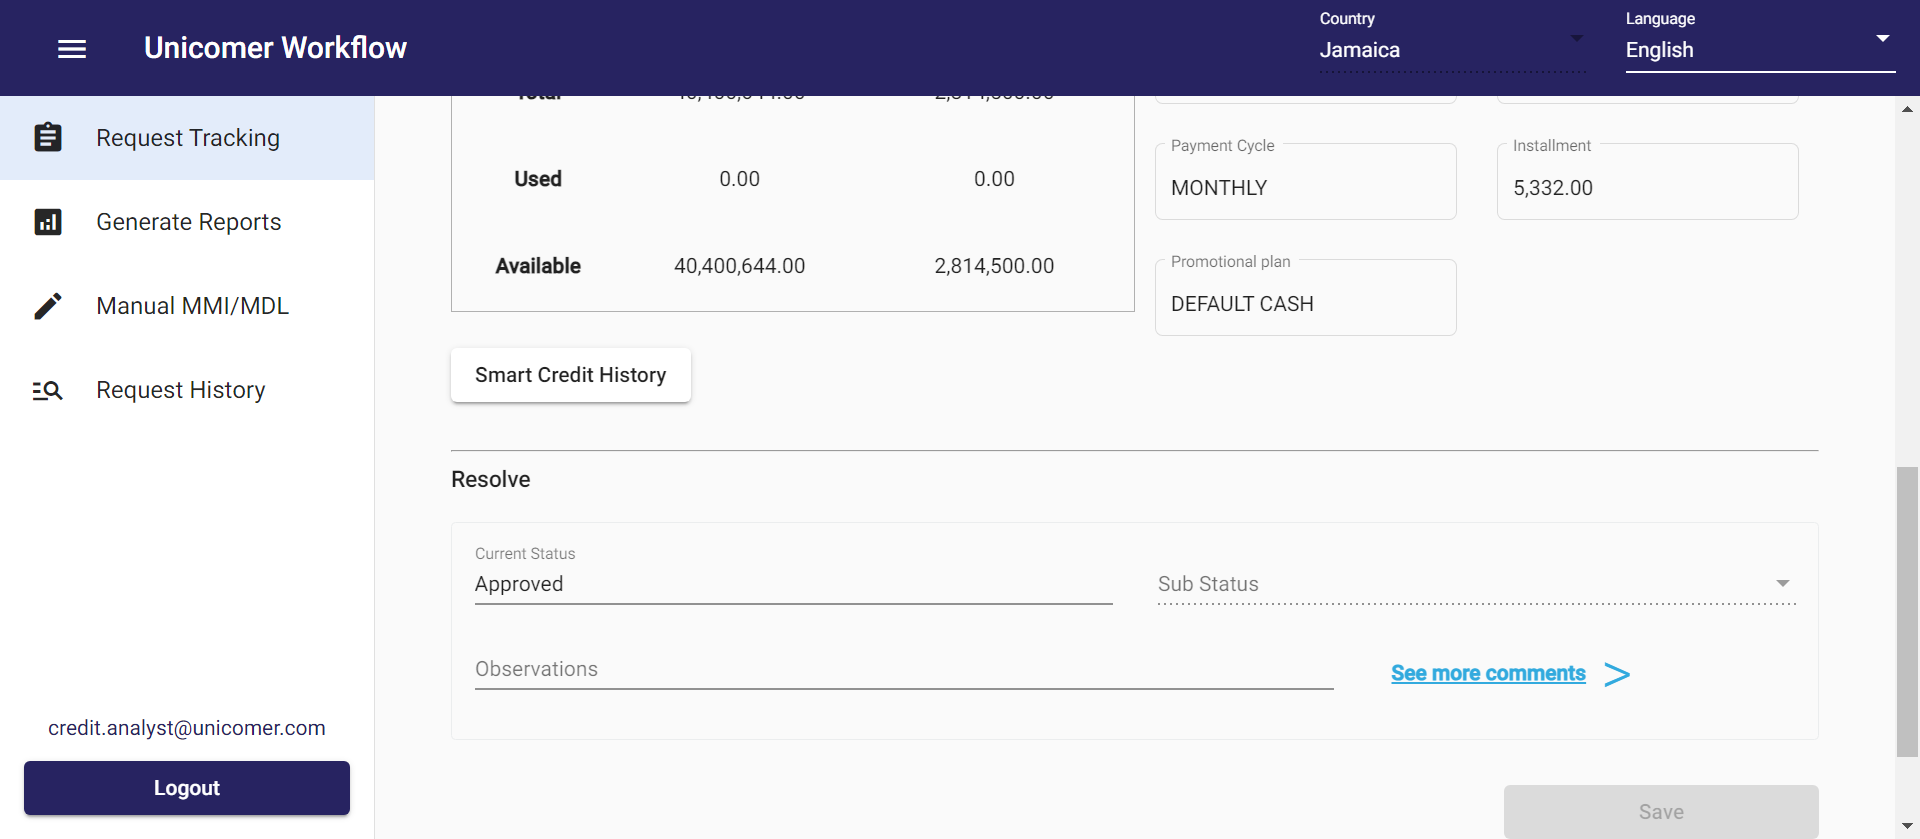 Unicomer Workflow
Country
Jamaica
Language
English
Request Tracking
Generate Reports
Manual MMI/MDL
Request History
credit.analyst@unicomer.com
Logout
Used 0.00 0.00
Available 40,400,644.00 2,814,500.00
Payment Cycle
MONTHLY
Installment
5,332.00
Promotional plan
DEFAULT CASH
Smart Credit History
Resolve
Current Status
Approved
Sub Status
Observations
See more comments >
Save